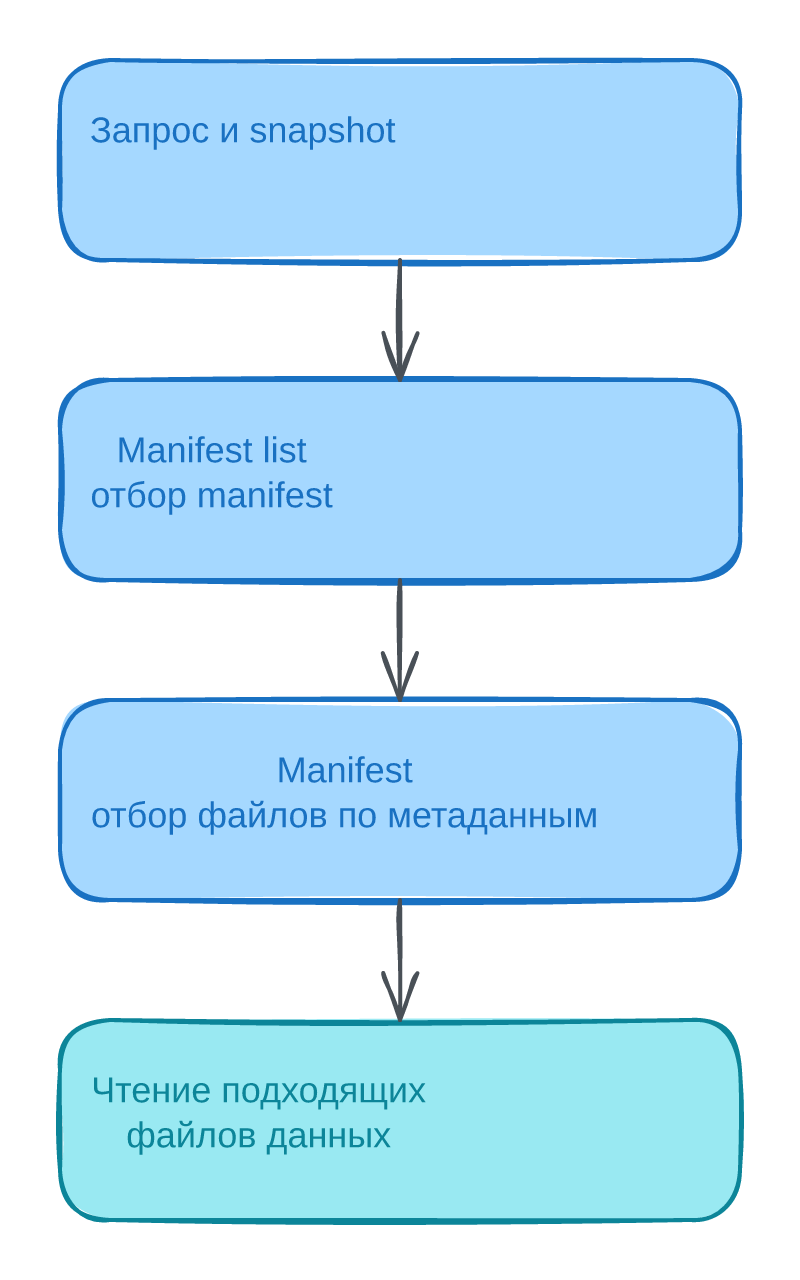 Запрос и snapshot
Manifest list
отбор manifest
Manifest
отбор файлов по метаданным
Чтение подходящих
файлов данных